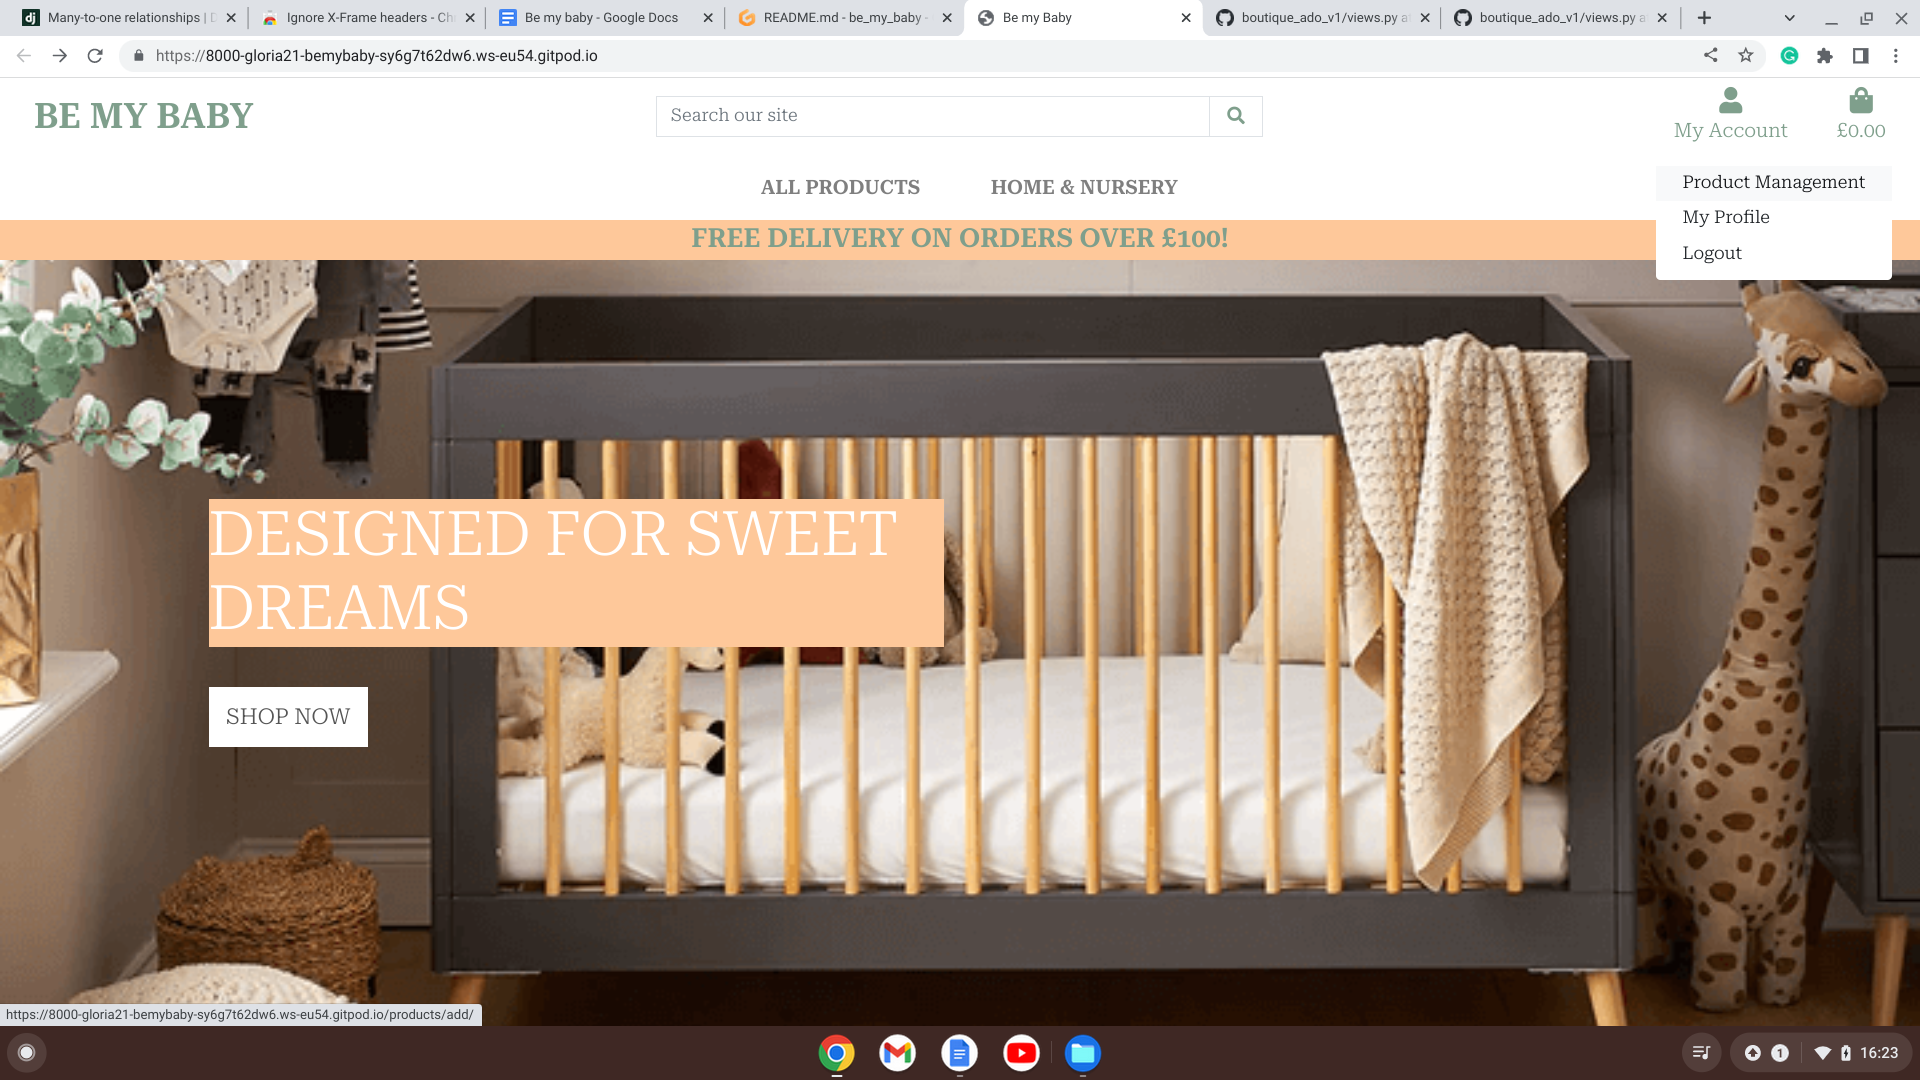 Many-to-one relationships | D
Ignore X-Frame headers - Ch
Be my baby - Google Docs
README.md - be_my_baby -
Be my Baby
boutique_ado_v1/views.py a
boutique_ado_v1/views.py a
https://8000-gloria21-bemybaby-sy6g7t62dw6.ws-eu54.gitpod.io
BE MY BABY
Search our site
My Account
£0.00
ALL PRODUCTS
HOME & NURSERY
Product Management
My Profile
Logout
FREE DELIVERY ON ORDERS OVER £100!
DESIGNED FOR SWEET
DREAMS
SHOP NOW
https://8000-gloria21-bemybaby-sy6g7t62dw6.ws-eu54.gitpod.io/products/add/
1
16:23